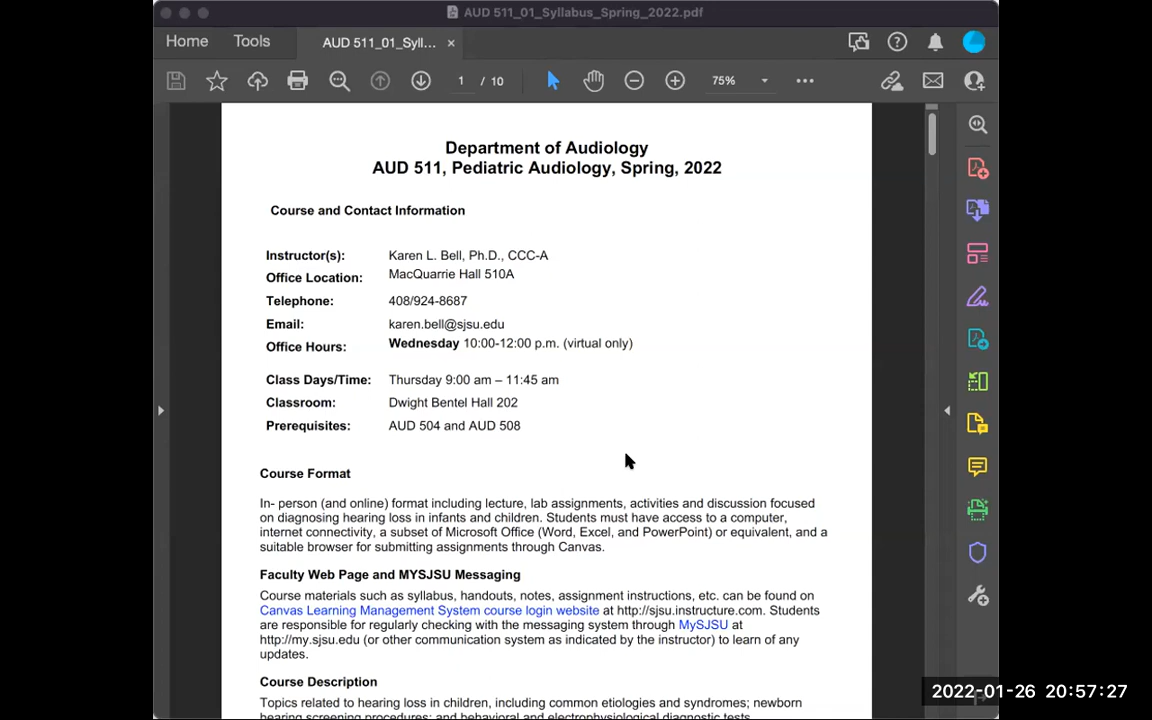 AUD 511_01_Syllabus_Spring_2022.pdf
Home Tools AUD 511_01_Syll... ×
1 / 10 75%
Department of Audiology
AUD 511, Pediatric Audiology, Spring, 2022
Course and Contact Information
Instructor(s): Karen L. Bell, Ph.D., CCC-A
Office Location: MacQuarrie Hall 510A
Telephone: 408/924-8687
Email: karen.bell@sjsu.edu
Office Hours: Wednesday 10:00-12:00 p.m. (virtual only)
Class Days/Time: Thursday 9:00 am – 11:45 am
Classroom: Dwight Bentel Hall 202
Prerequisites: AUD 504 and AUD 508
Course Format
In- person (and online) format including lecture, lab assignments, activities and discussion focused
on diagnosing hearing loss in infants and children. Students must have access to a computer,
internet connectivity, a subset of Microsoft Office (Word, Excel, and PowerPoint) or equivalent, and a
suitable browser for submitting assignments through Canvas.
Faculty Web Page and MYSJSU Messaging
Course materials such as syllabus, handouts, notes, assignment instructions, etc. can be found on
Canvas Learning Management System course login website at http://sjsu.instructure.com. Students
are responsible for regularly checking with the messaging system through MySJSU at
http://my.sjsu.edu (or other communication system as indicated by the instructor) to learn of any
updates.
Course Description
Topics related to hearing loss in children, including common etiologies and syndromes; newborn
hearing screening procedures; and behavioral and electrophysiological diagnostic tests
2022-01-26 20:57:27